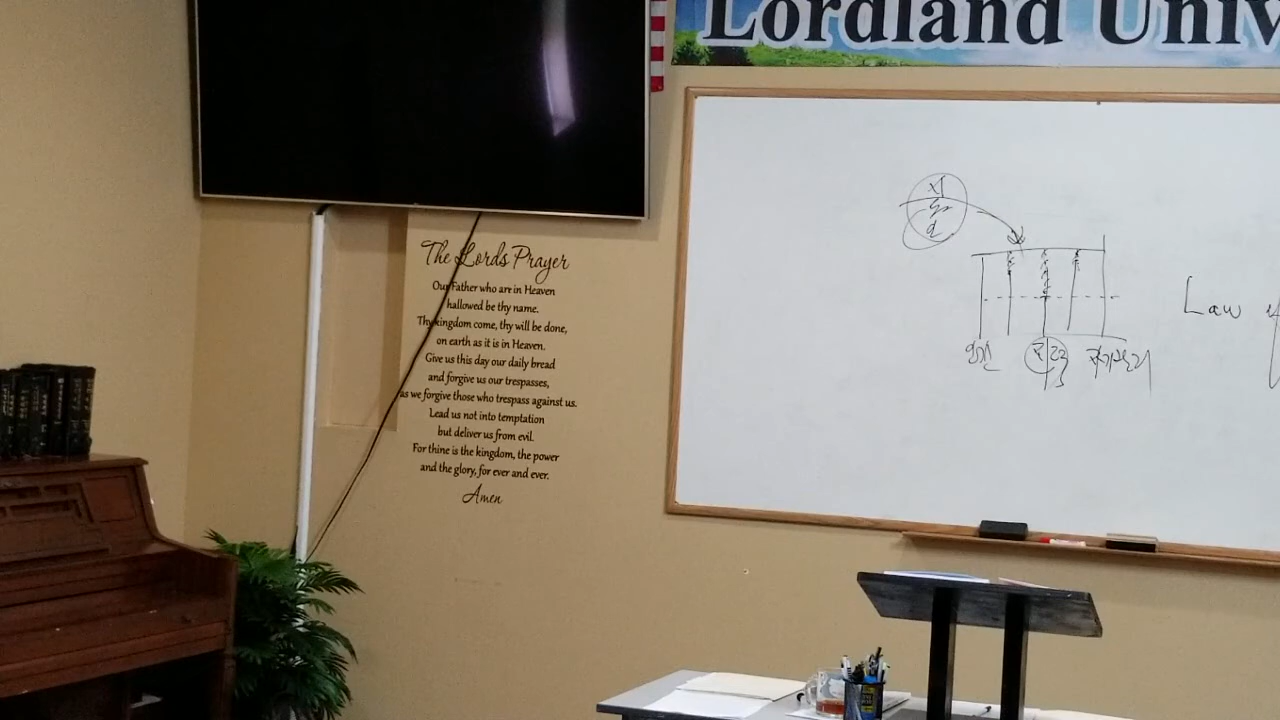 Lordland Univ
The Lords Prayer
Our Father who are in Heaven
hallowed be thy name.
Thy kingdom come, thy will be done,
on earth as it is in Heaven.
Give us this day our daily bread
and forgive us our trespasses,
as we forgive those who trespass against us.
Lead us not into temptation
but deliver us from evil.
For thine is the kingdom, the power
and the glory, for ever and ever.
Amen
Law